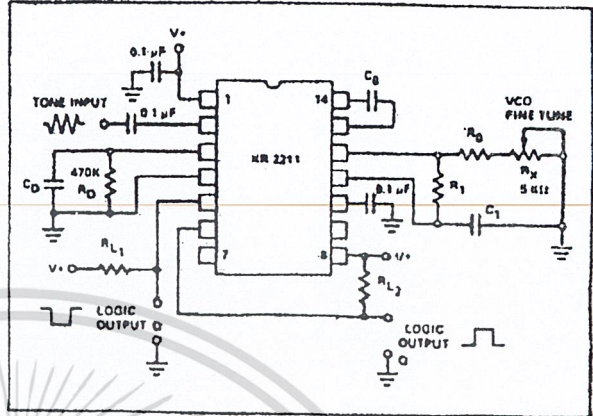 V+
0.1 µF
TONE INPUT
0.1 µF
1
14
C0
VCO
FINE TUNE
XR 2211
R0
RX
5 KΩ
470K
RD
CD
R1
0.1 µF
C1
RL1
V+
7
8
V+
RL2
LOGIC
OUTPUT
Q
LOGIC
OUTPUT
Q